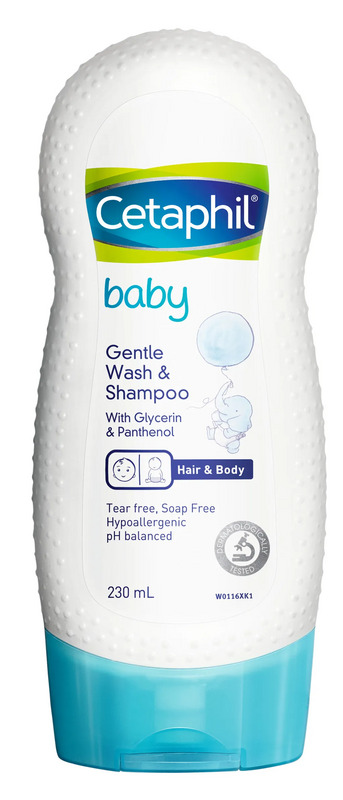 Cetaphil®
baby
Gentle
Wash &
Shampoo
With Glycerin
& Panthenol
Hair & Body
Tear free, Soap Free
Hypoallergenic
pH balanced
DERMATOLOGICALLY
TESTED
230 mL
W0116XK1